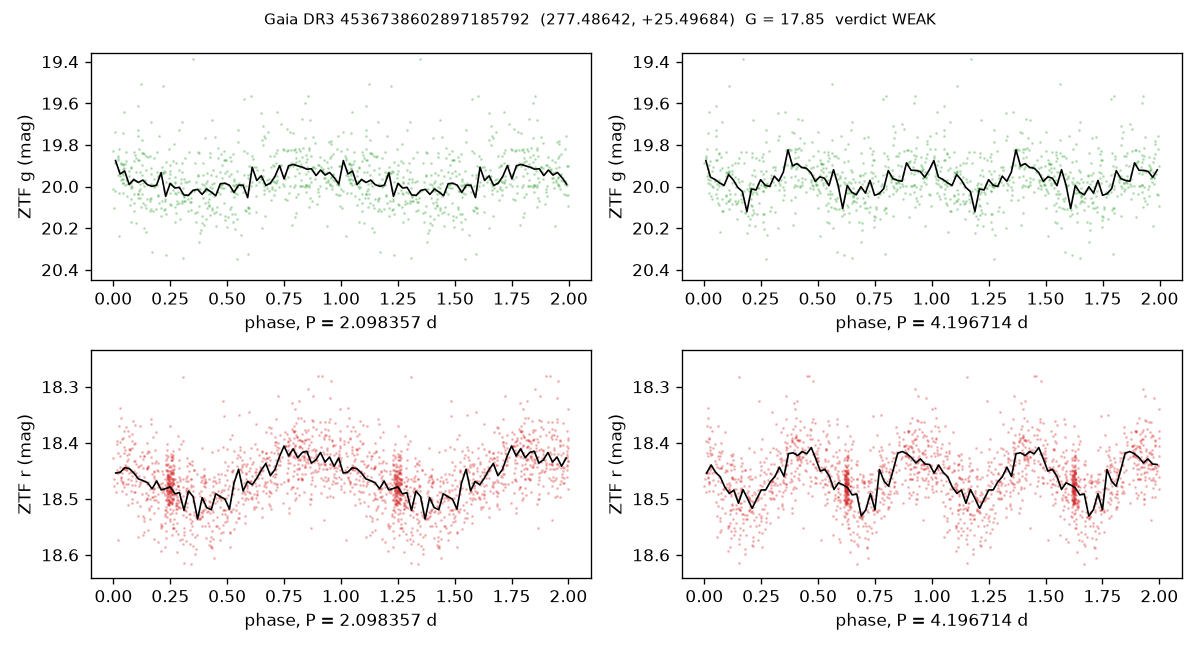 Gaia DR3 4536738602897185792  (277.48642, +25.49684)  G = 17.85  verdict WEAK
ZTF g (mag)
19.4
19.6
19.8
20.0
20.2
20.4
0.00 0.25 0.50 0.75 1.00 1.25 1.50 1.75 2.00
phase, P = 2.098357 d
ZTF g (mag)
19.4
19.6
19.8
20.0
20.2
20.4
0.00 0.25 0.50 0.75 1.00 1.25 1.50 1.75 2.00
phase, P = 4.196714 d
ZTF r (mag)
18.3
18.4
18.5
18.6
0.00 0.25 0.50 0.75 1.00 1.25 1.50 1.75 2.00
phase, P = 2.098357 d
ZTF r (mag)
18.3
18.4
18.5
18.6
0.00 0.25 0.50 0.75 1.00 1.25 1.50 1.75 2.00
phase, P = 4.196714 d